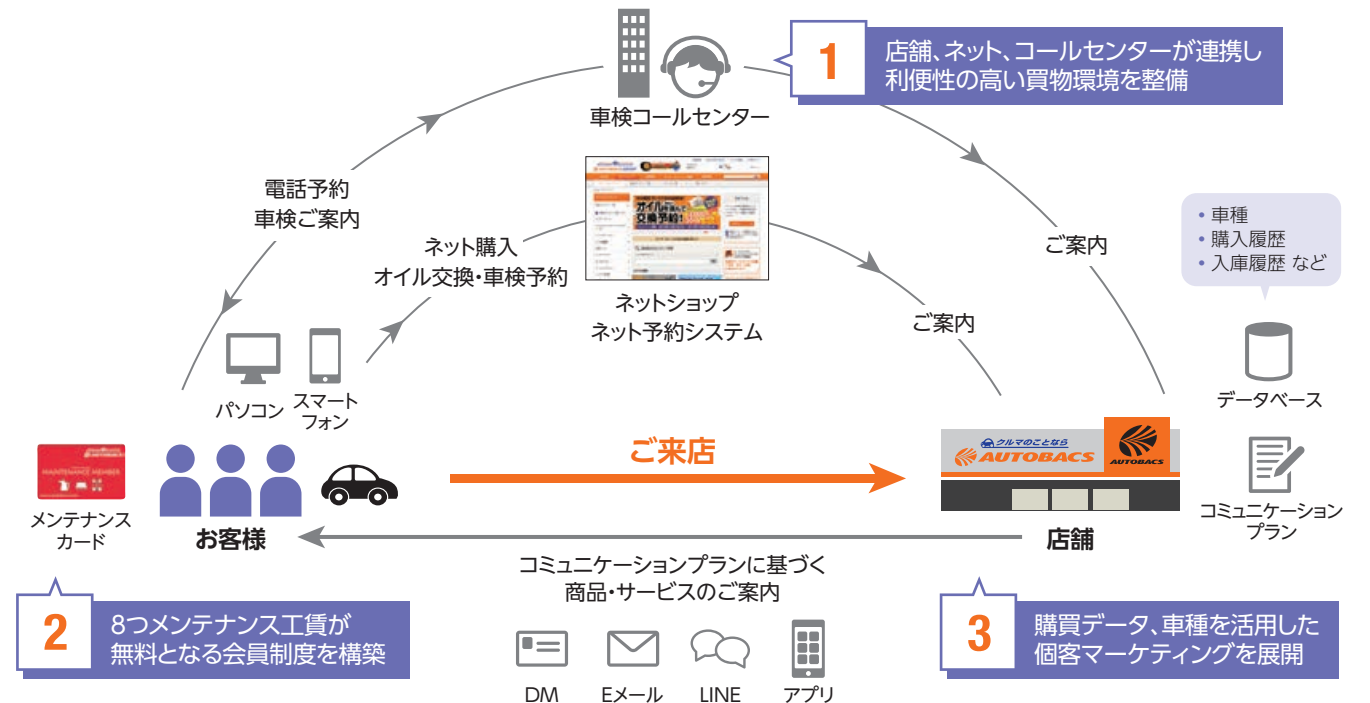 1
店舗、ネット、コールセンターが連携し
利便性の高い買物環境を整備
車検コールセンター
電話予約
車検ご案内
ネット購入
オイル交換・車検予約
オイル
交換予約!
ネットショップ
ネット予約システム
ご案内
ご案内
• 車種
• 購入履歴
• 入庫履歴 など
データベース
パソコン
スマート
フォン
ご来店
クルマのことなら
AUTOBACS
AUTOBACS
MAINTENANCE MEMBER
メンテナンス
カード
お客様
店舗
コミュニケーション
プラン
コミュニケーションプランに基づく
商品・サービスのご案内
2
8つメンテナンス工賃が
無料となる会員制度を構築
DM
Eメール
LINE
アプリ
3
購買データ、車種を活用した
個客マーケティングを展開